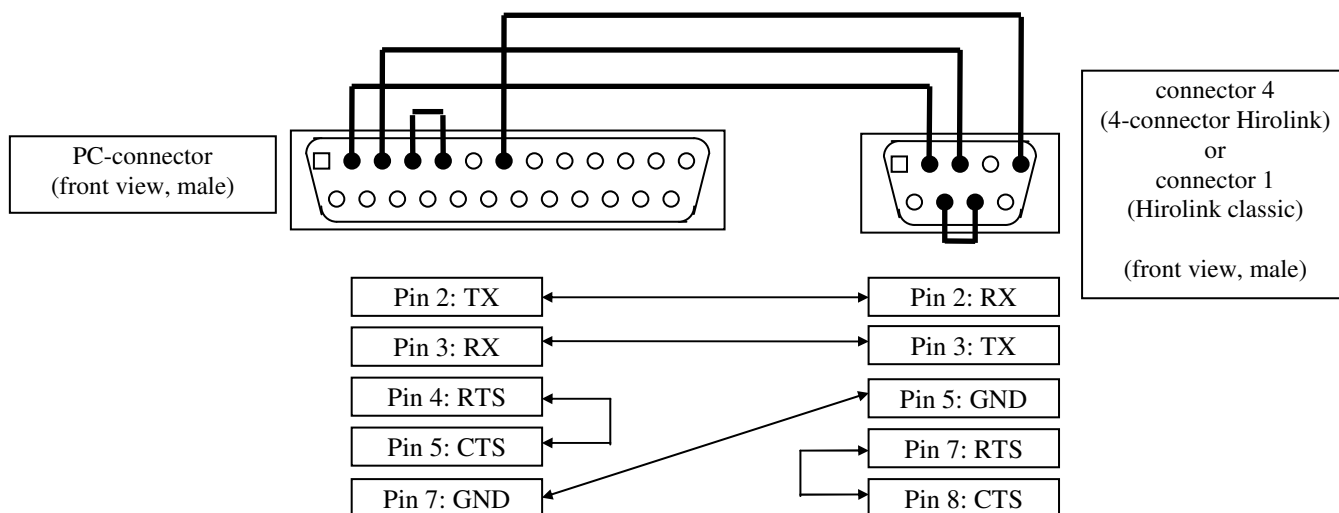 PC-connector
(front view, male)
connector 4
(4-connector Hirolink)
or
connector 1
(Hirolink classic)
(front view, male)
Pin 2: TX
Pin 2: RX
Pin 3: RX
Pin 3: TX
Pin 4: RTS
Pin 5: GND
Pin 5: CTS
Pin 7: RTS
Pin 7: GND
Pin 8: CTS